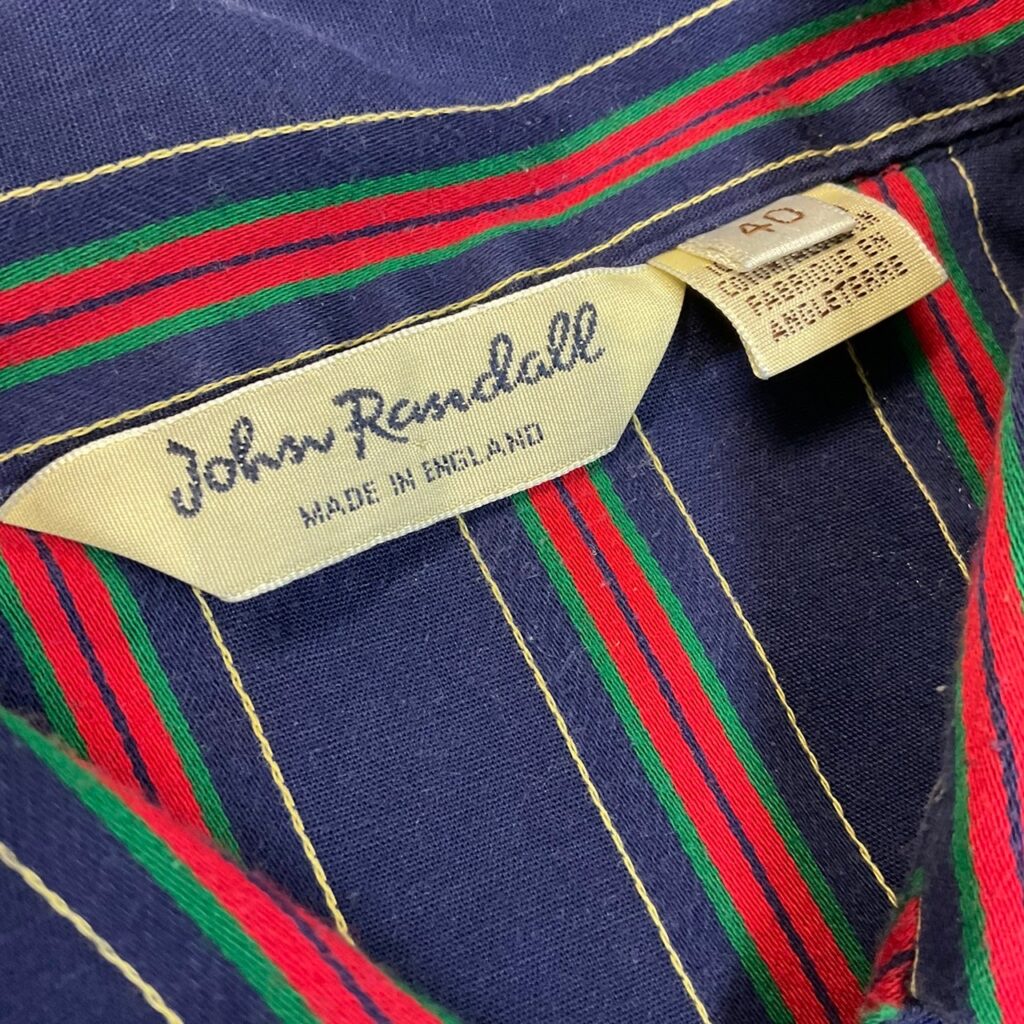 John Randall
MADE IN ENGLAND
40
FABRIQUE EN
ANGLETERRE